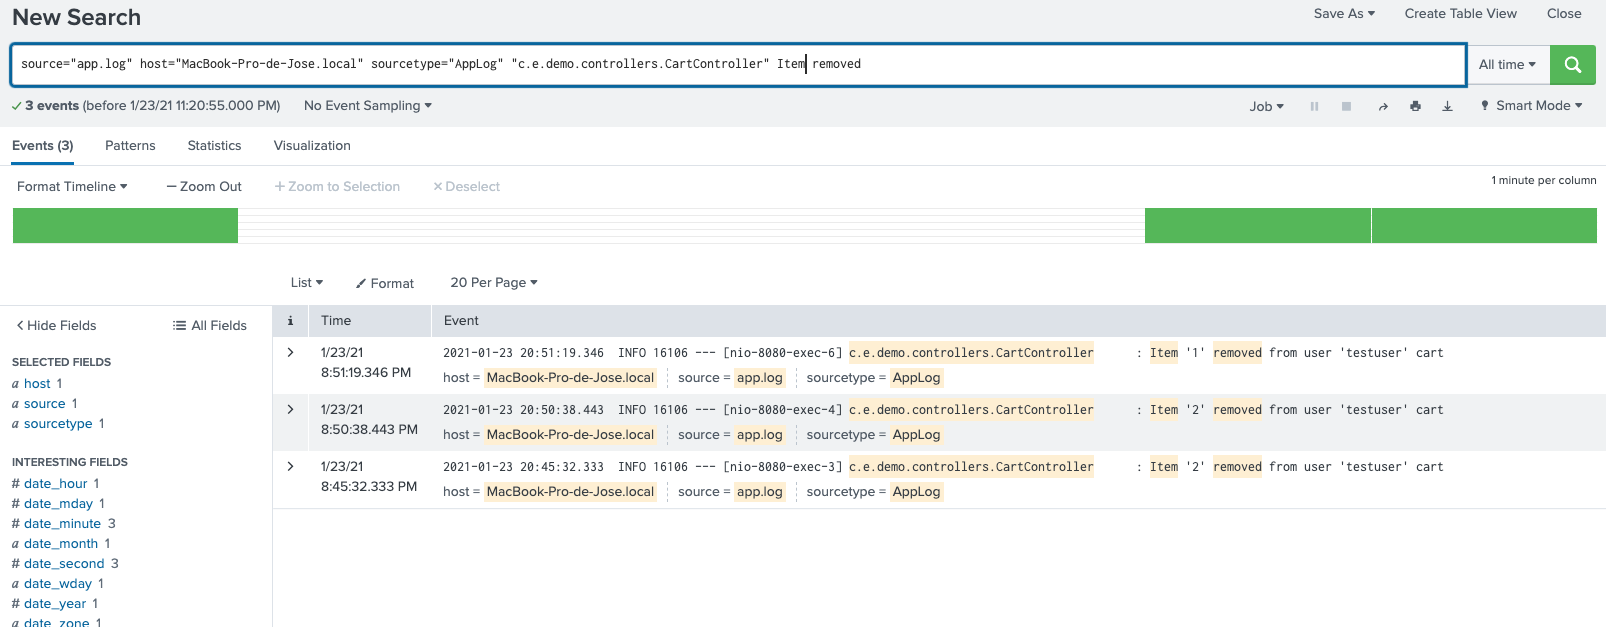 New Search
Save As Create Table View Close
source="app.log" host="MacBook-Pro-de-Jose.local" sourcetype="AppLog" "c.e.demo.controllers.CartController" Item removed
All time
3 events (before 1/23/21 11:20:55.000 PM) No Event Sampling
Job Smart Mode
Events (3) Patterns Statistics Visualization
Format Timeline — Zoom Out + Zoom to Selection × Deselect
1 minute per column
List Format 20 Per Page
< Hide Fields All Fields
i Time Event
SELECTED FIELDS
a host 1
a source 1
a sourcetype 1
INTERESTING FIELDS
# date_hour 1
# date_mday 1
# date_minute 3
a date_month 1
# date_second 3
a date_wday 1
# date_year 1
a date_zone 1
> 1/23/21 8:51:19.346 PM
2021-01-23 20:51:19.346 INFO 16106 --- [nio-8080-exec-6] c.e.demo.controllers.CartController : Item '1' removed from user 'testuser' cart
host = MacBook-Pro-de-Jose.local source = app.log sourcetype = AppLog
> 1/23/21 8:50:38.443 PM
2021-01-23 20:50:38.443 INFO 16106 --- [nio-8080-exec-4] c.e.demo.controllers.CartController : Item '2' removed from user 'testuser' cart
host = MacBook-Pro-de-Jose.local source = app.log sourcetype = AppLog
> 1/23/21 8:45:32.333 PM
2021-01-23 20:45:32.333 INFO 16106 --- [nio-8080-exec-3] c.e.demo.controllers.CartController : Item '2' removed from user 'testuser' cart
host = MacBook-Pro-de-Jose.local source = app.log sourcetype = AppLog